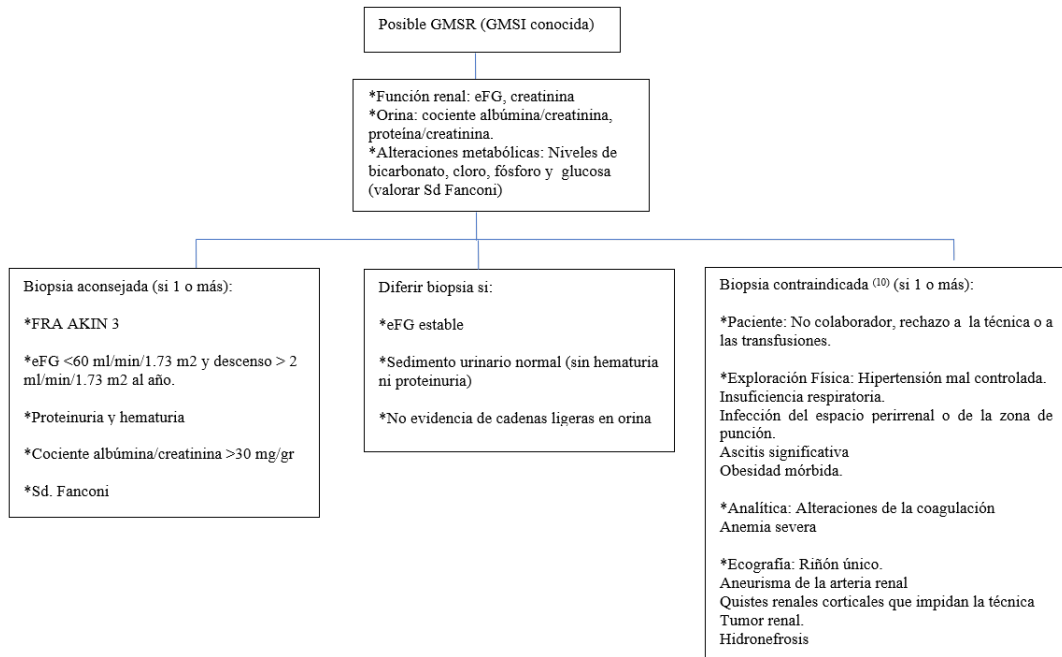 Posible GMSR (GMSI conocida)
*Función renal: eFG, creatinina
*Orina: cociente albúmina/creatinina,
proteína/creatinina.
*Alteraciones metabólicas: Niveles de
bicarbonato, cloro, fósforo y glucosa
(valorar Sd Fanconi)
Biopsia aconsejada (si 1 o más):
*FRA AKIN 3
*eFG <60 ml/min/1.73 m2 y descenso > 2
ml/min/1.73 m2 al año.
*Proteinuria y hematuria
*Cociente albúmina/creatinina >30 mg/gr
*Sd. Fanconi
Diferir biopsia si:
*eFG estable
*Sedimento urinario normal (sin hematuria
ni proteinuria)
*No evidencia de cadenas ligeras en orina
Biopsia contraindicada (10) (si 1 o más):
*Paciente: No colaborador, rechazo a la técnica o a
las transfusiones.
*Exploración Física: Hipertensión mal controlada.
Insuficiencia respiratoria.
Infección del espacio perirrenal o de la zona de
punción.
Ascitis significativa
Obesidad mórbida.
*Analítica: Alteraciones de la coagulación
Anemia severa
*Ecografía: Riñón único.
Aneurisma de la arteria renal
Quistes renales corticales que impidan la técnica
Tumor renal.
Hidronefrosis